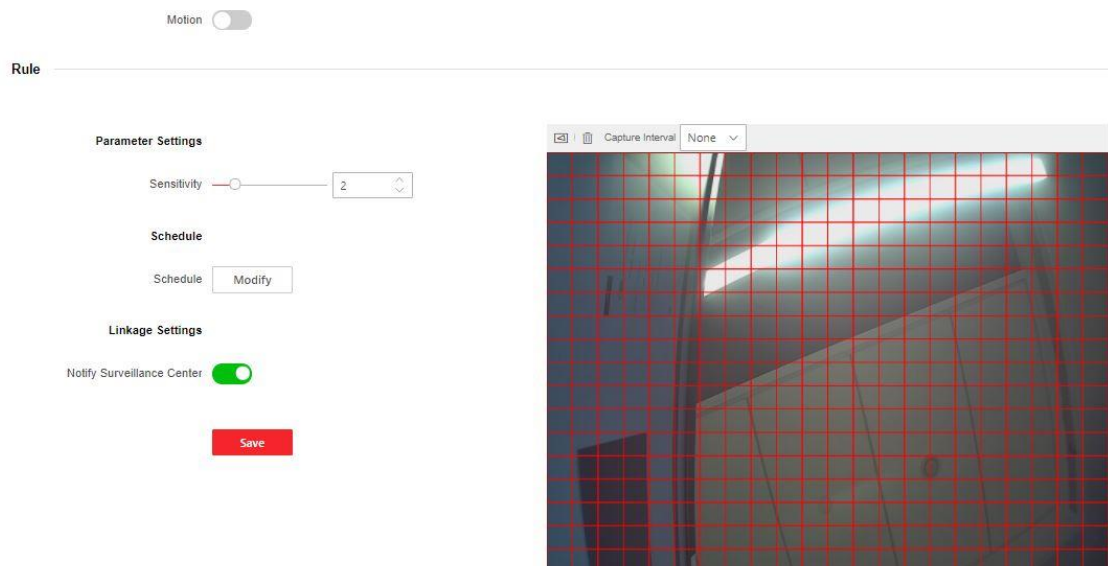 Motion
Rule
Parameter Settings
Capture Interval None
Sensitivity 2
Schedule
Schedule Modify
Linkage Settings
Notify Surveillance Center
Save